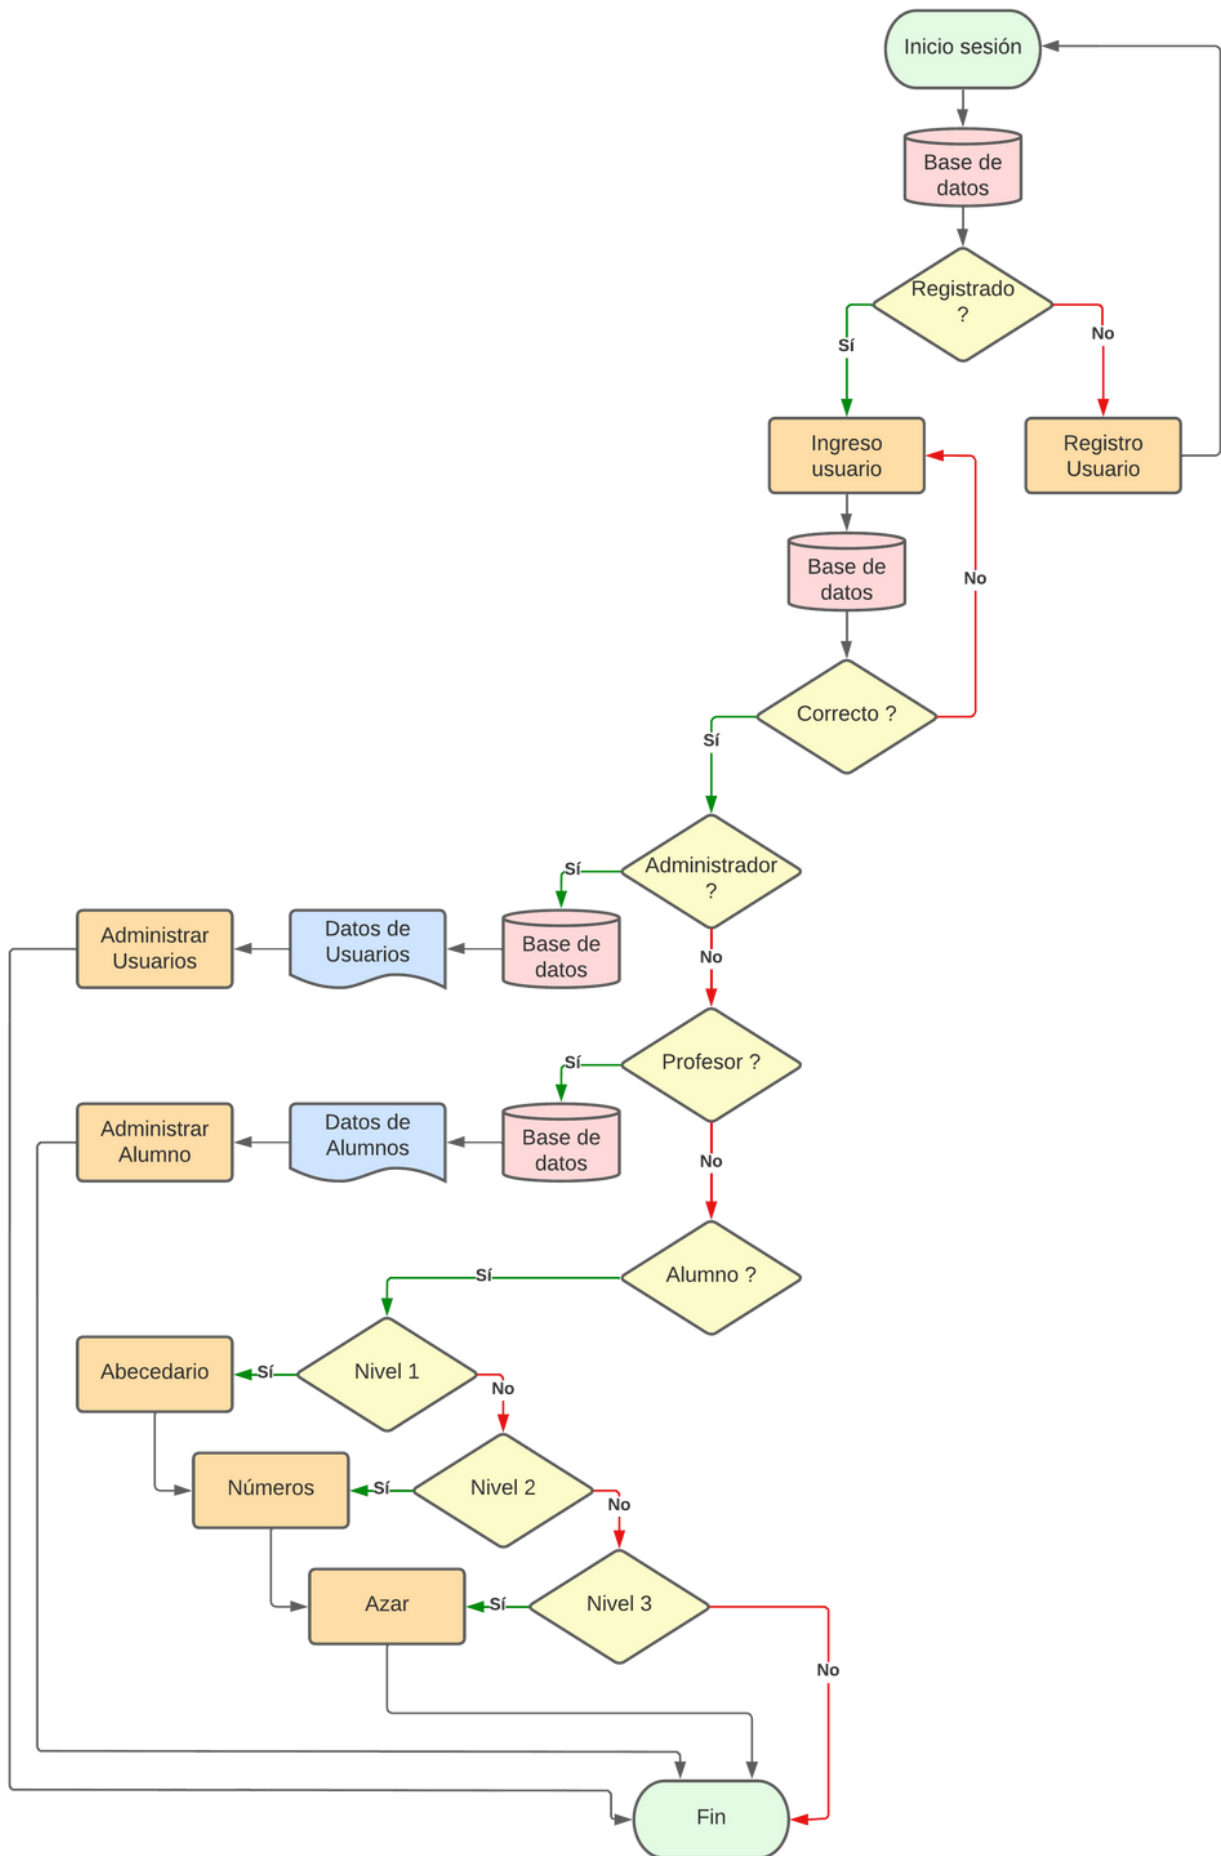 Inicio sesión
Base de
datos
Registrado
?
Sí
No
Ingreso
usuario
Registro
Usuario
Base de
datos
No
Correcto ?
Sí
Administrador
?
Sí
Administrar
Usuarios
Datos de
Usuarios
Base de
datos
No
Profesor ?
Sí
Administrar
Alumno
Datos de
Alumnos
Base de
datos
No
Alumno ?
Sí
Abecedario
Sí
Nivel 1
No
Números
Sí
Nivel 2
No
Azar
Sí
Nivel 3
No
Fin